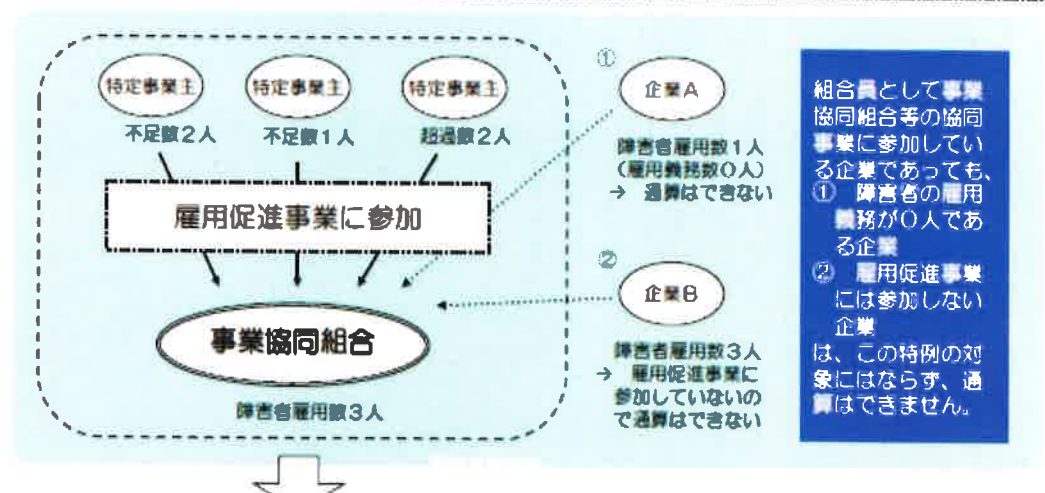 特定事業主
特定事業主
特定事業主
不足数2人
不足数1人
超過数2人
雇用促進事業に参加
事業協同組合
障害者雇用数3人
①
企業A
障害者雇用数1人
(雇用義務数0人)
→ 通算はできない
②
企業B
障害者雇用数3人
→ 雇用促進事業に
参加していないの
で通算はできない
組合員として事業
協同組合等の協同
事業に参加してい
る企業であっても、
① 障害者の雇用
義務が0人であ
る企業
② 雇用促進事業
には参加しない
企業
は、この特例の対
象にはならず、通
算はできません。